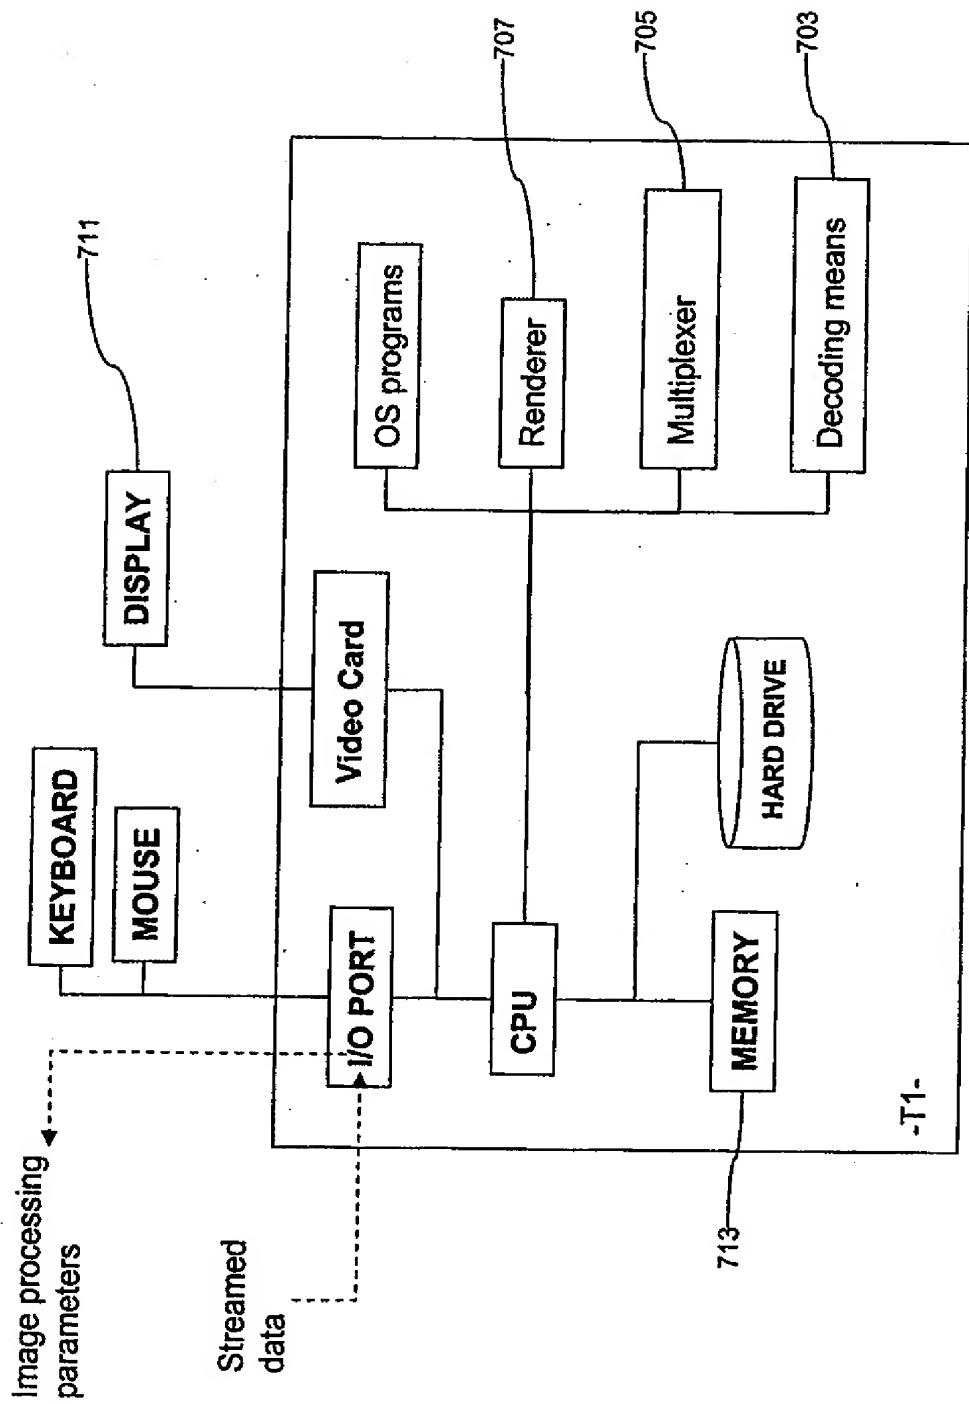 Image processing
parameters
Streamed
data
KEYBOARD
MOUSE
DISPLAY
711
I/O PORT
Video Card
OS programs
CPU
Renderer
707
MEMORY
713
HARD DRIVE
Multiplexer
705
Decoding means
703
-T1-